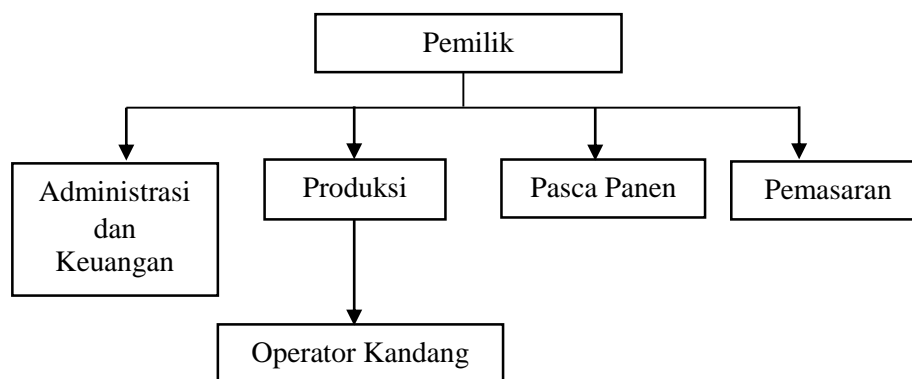 Pemilik
Administrasi
dan
Keuangan
Produksi
Pasca Panen
Pemasaran
Operator Kandang